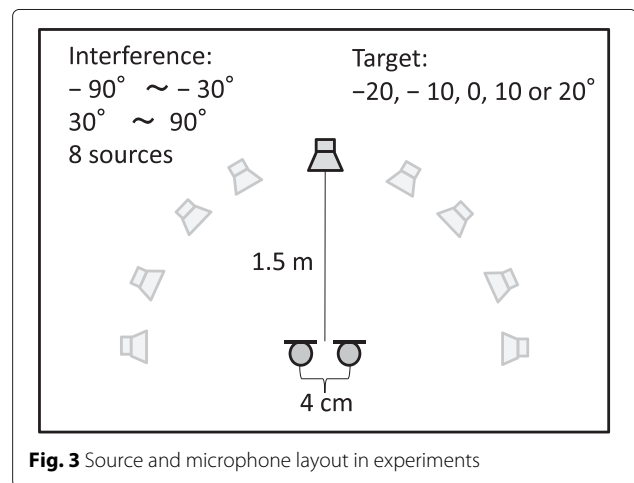 Interference:
− 90° ～ − 30°
30° ～ 90°
8 sources
Target:
−20, − 10, 0, 10 or 20°
1.5 m
4 cm
Fig. 3 Source and microphone layout in experiments